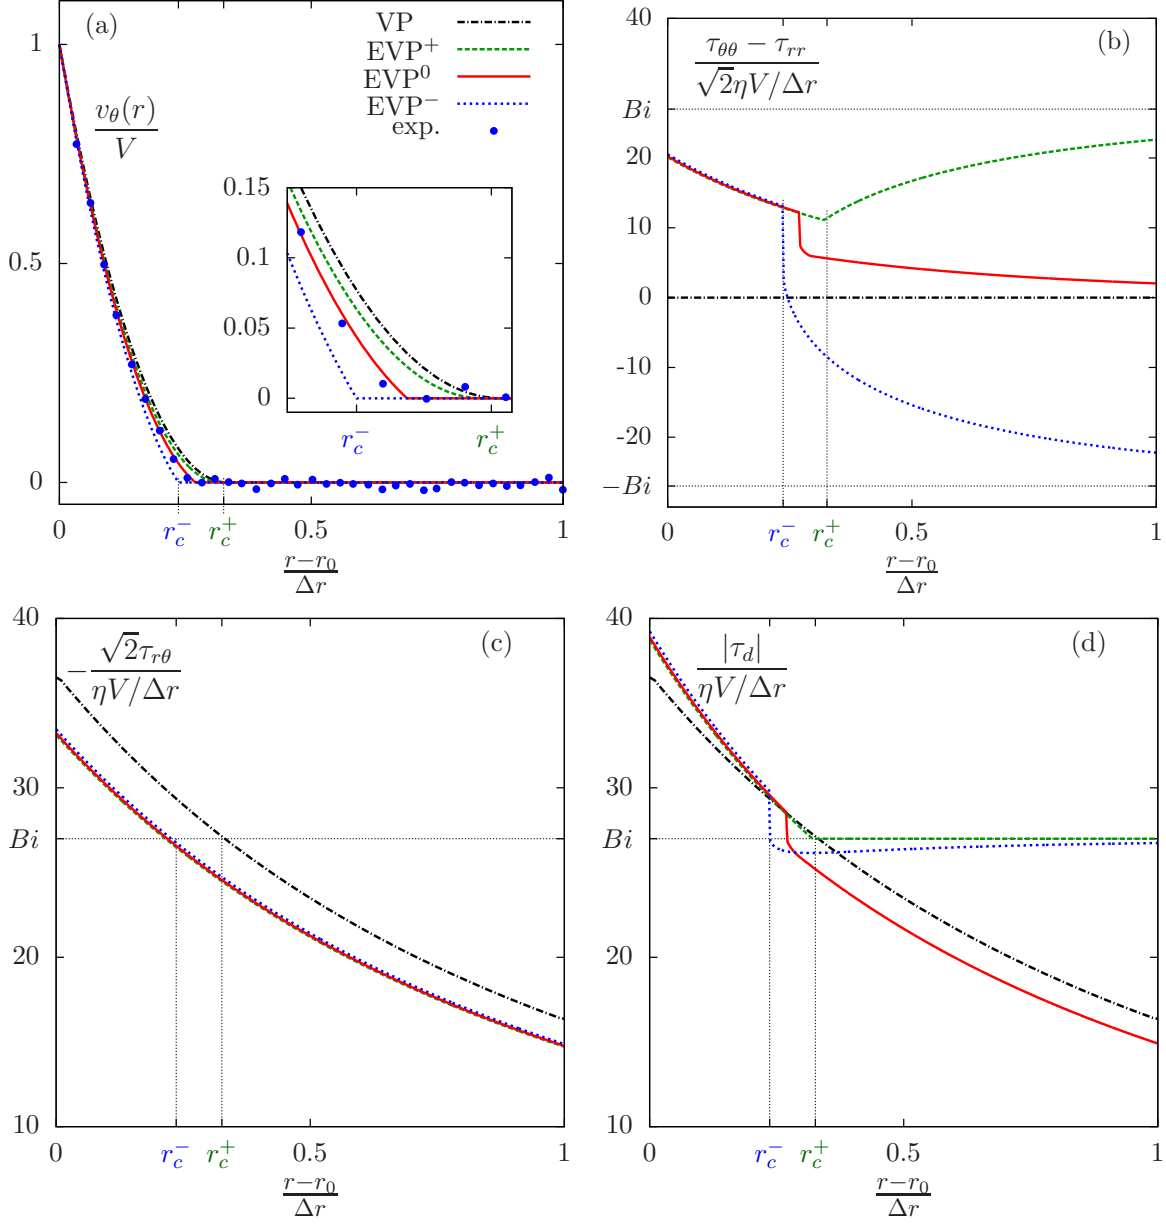 (a)
VP
EVP⁺
EVP⁰
EVP⁻
exp.
v_θ(r)/V
1
0.5
0
0.15
0.1
0.05
0
r_c⁻
r_c⁺
0
r_c⁻
r_c⁺
0.5
1
(r−r₀)/Δr
(b)
(τ_θθ − τ_rr)/(√2ηV/Δr)
40
Bi
20
10
0
-10
-20
−Bi
0
r_c⁻
r_c⁺
0.5
1
(r−r₀)/Δr
(c)
−√2τ_rθ/(ηV/Δr)
40
30
Bi
20
10
0
r_c⁻
r_c⁺
0.5
1
(r−r₀)/Δr
(d)
|τ_d|/(ηV/Δr)
40
30
Bi
20
10
0
r_c⁻
r_c⁺
0.5
1
(r−r₀)/Δr